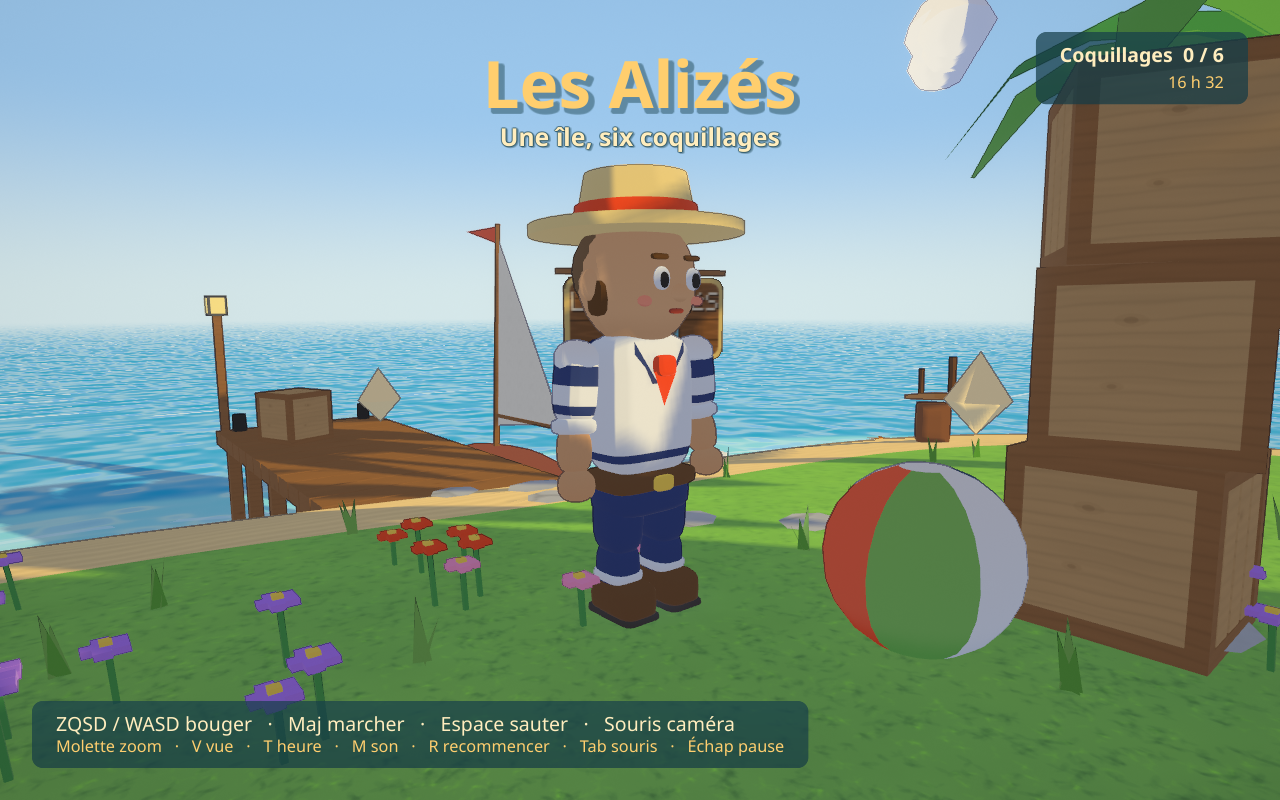 Les Alizés
Une île, six coquillages
Coquillages 0 / 6
16 h 32
ZQSD / WASD bouger · Maj marcher · Espace sauter · Souris caméra
Molette zoom · V vue · T heure · M son · R recommencer · Tab souris · Échap pause